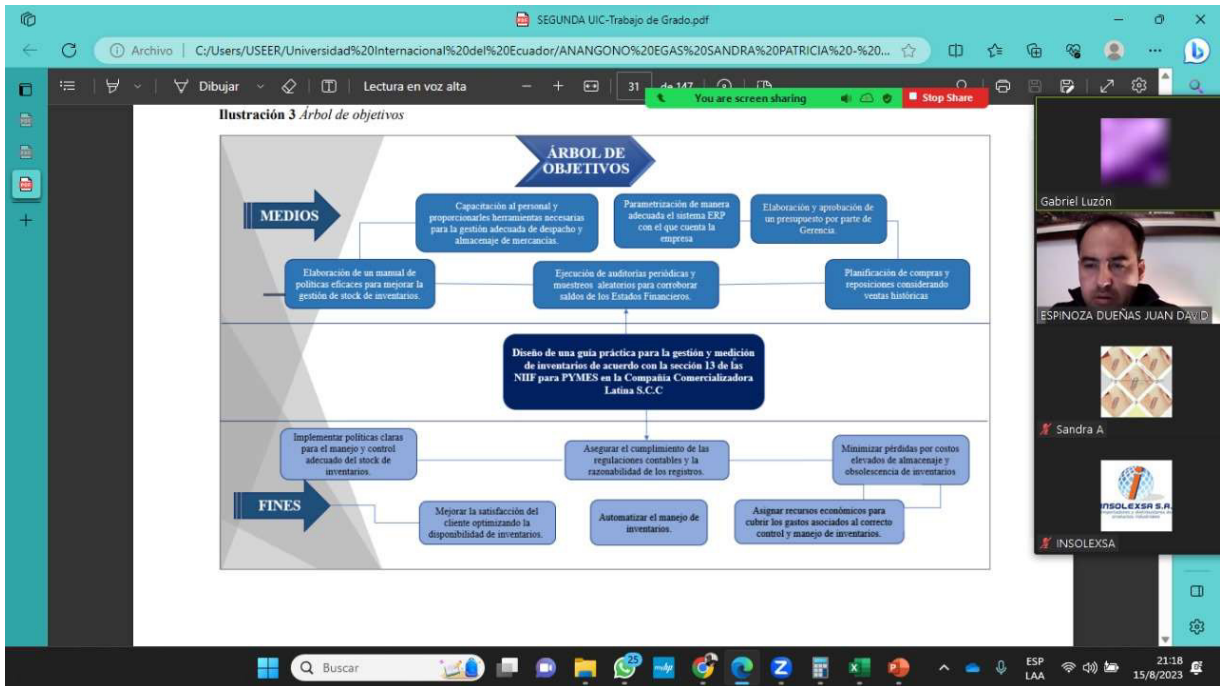 SEGUNDA UIC-Trabajo de Grado.pdf
Archivo | C:/Users/USEER/Universidad%20Internacional%20del%20Ecuador/ANANGONO%20EGAS%20SANDRA%20PATRICIA%20-%20...
Dibujar
Lectura en voz alta
31 de 147
You are screen sharing
Stop Share
Ilustración 3 Árbol de objetivos
ÁRBOL DE
OBJETIVOS
MEDIOS
Capacitación al personal y
proporcionarles herramientas necesarias
para la gestión adecuada de despacho y
almacenaje de mercancías.
Parametrización de manera
adecuada el sistema ERP
con el que cuenta la
empresa
Elaboración y aprobación de
un presupuesto por parte de
Gerencia.
Elaboración de un manual de
políticas eficaces para mejorar la
gestión de stock de inventarios.
Ejecución de auditorías periódicas y
muestreos aleatorios para corroborar
saldos de los Estados Financieros.
Planificación de compras y
reposiciones considerando
ventas históricas
Diseño de una guía práctica para la gestión y medición
de inventarios de acuerdo con la sección 13 de las
NIIF para PYMES en la Compañía Comercializadora
Latina S.C.C
Implementar políticas claras
para el manejo y control
adecuado del stock de
inventarios.
Asegurar el cumplimiento de las
regulaciones contables y la
razonabilidad de los registros.
Minimizar pérdidas por costos
elevados de almacenaje y
obsolescencia de inventarios
FINES
Mejorar la satisfacción del
cliente optimizando la
disponibilidad de inventarios.
Automatizar el manejo de
inventarios.
Asignar recursos económicos para
cubrir los gastos asociados al correcto
control y manejo de inventarios.
Gabriel Luzón
ESPINOZA DUEÑAS JUAN DAVID
Sandra A
INSOLEXSA S.A.
INSOLEXSA
Buscar
25
ESP
LAA
21:18
15/8/2023